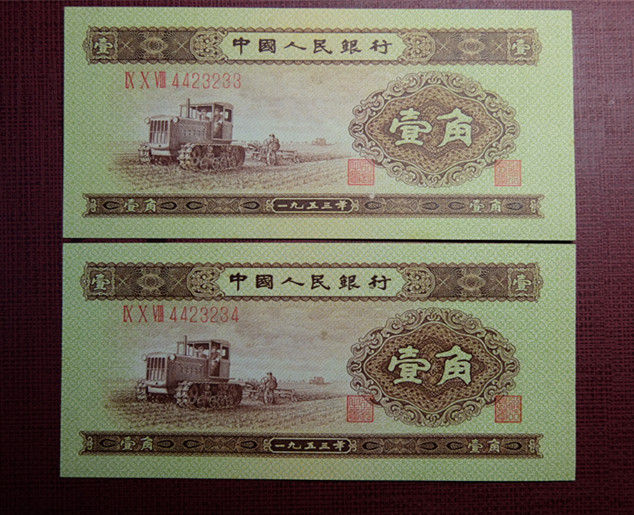 壹 中國人民銀行 壹
IX X VIII 4423233
壹角
壹角 一九五三年 壹角
壹 中國人民銀行 壹
IX X VIII 4423234
壹角
壹角 一九五三年 壹角